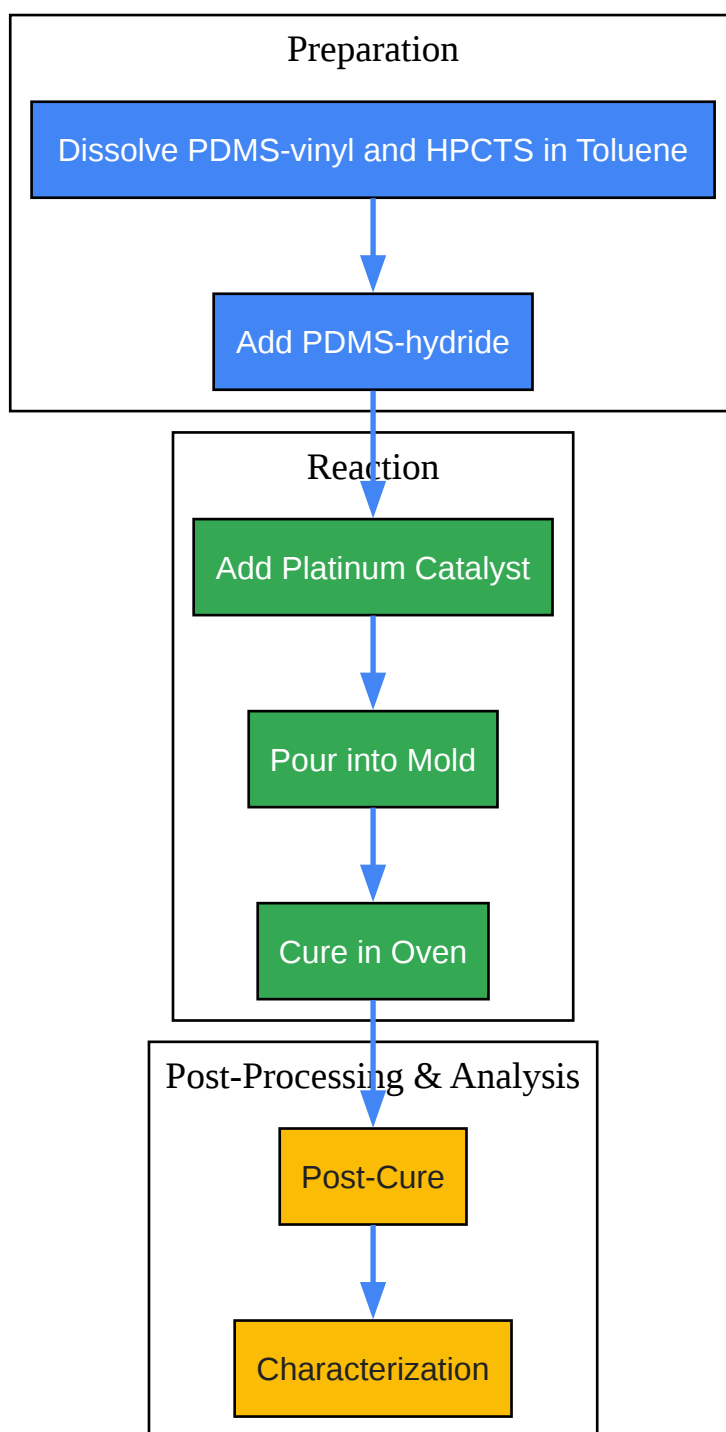 Preparation
Dissolve PDMS-vinyl and HPCTS in Toluene
Add PDMS-hydride
Reaction
Add Platinum Catalyst
Pour into Mold
Cure in Oven
Post-Processing & Analysis
Post-Cure
Characterization